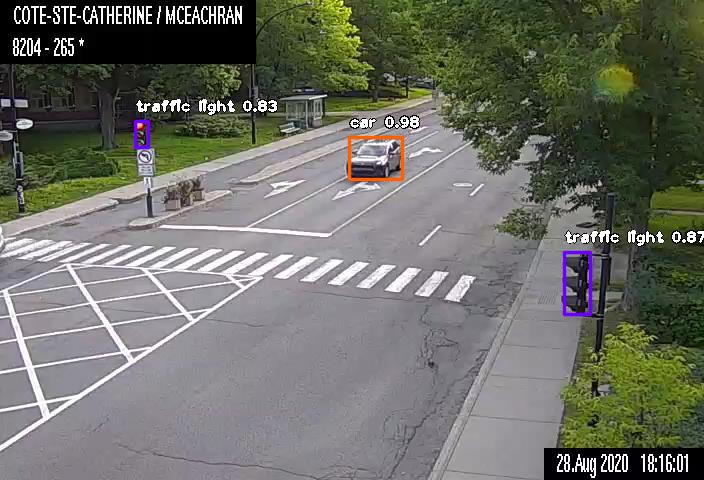 COTE-STE-CATHERINE / MCEACHRAN
8204 - 265 *
traffic light 0.83
car 0.98
traffic light 0.87
28.Aug 2020 18:16:01